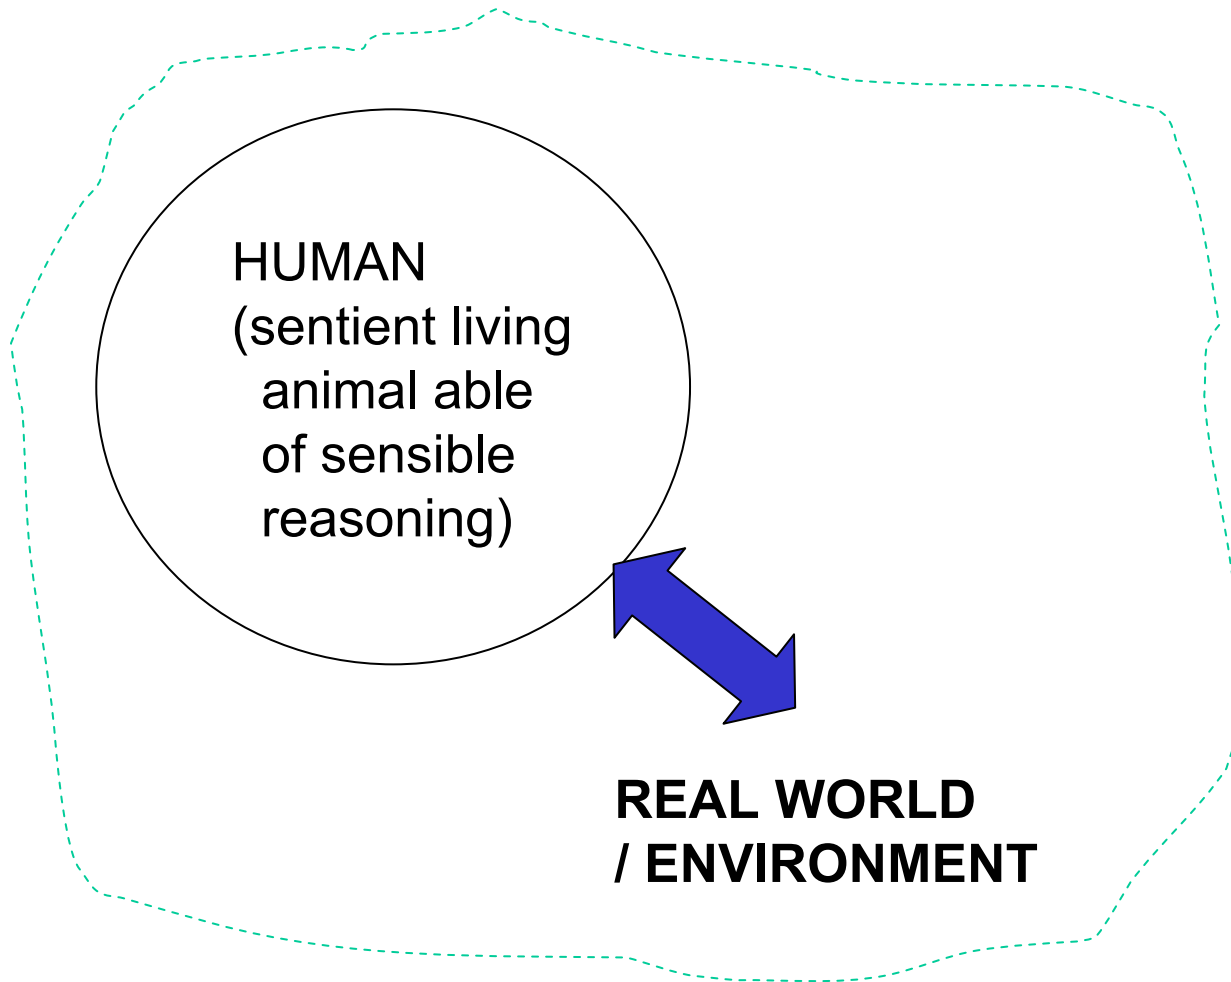 HUMAN
(sentient living
animal able
of sensible
reasoning)
REAL WORLD
/ ENVIRONMENT